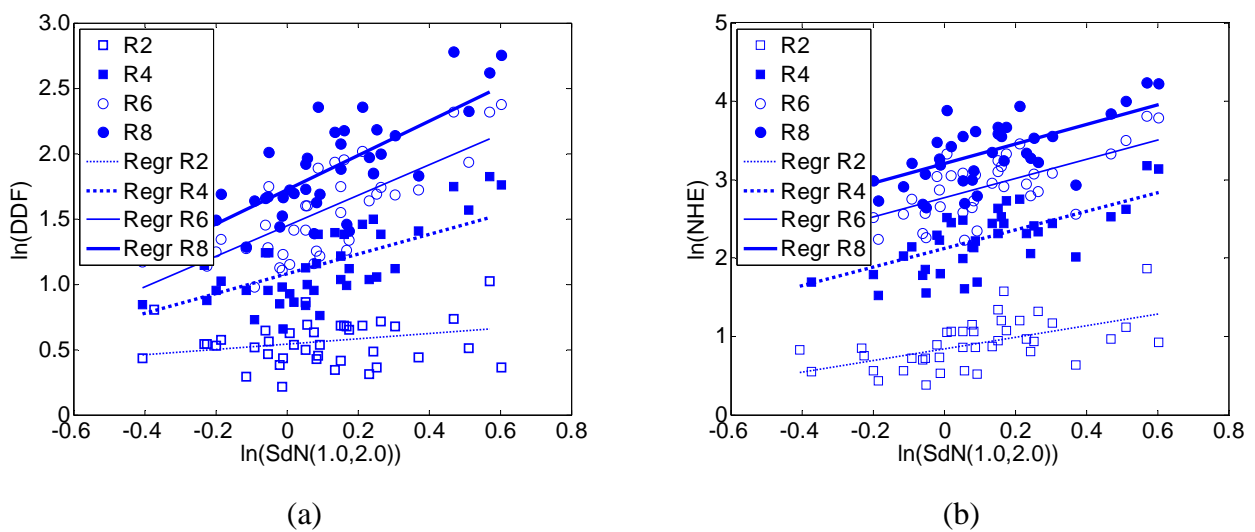 3.0
2.5
2.0
1.5
1.0
0.5
0
ln(DDF)
R2
R4
R6
R8
Regr R2
Regr R4
Regr R6
Regr R8
-0.6 -0.4 -0.2 0 0.2 0.4 0.6 0.8
ln(SdN(1.0,2.0))
(a)
5
4
3
2
1
0
ln(NHE)
R2
R4
R6
R8
Regr R2
Regr R4
Regr R6
Regr R8
-0.6 -0.4 -0.2 0 0.2 0.4 0.6 0.8
ln(SdN(1.0,2.0))
(b)